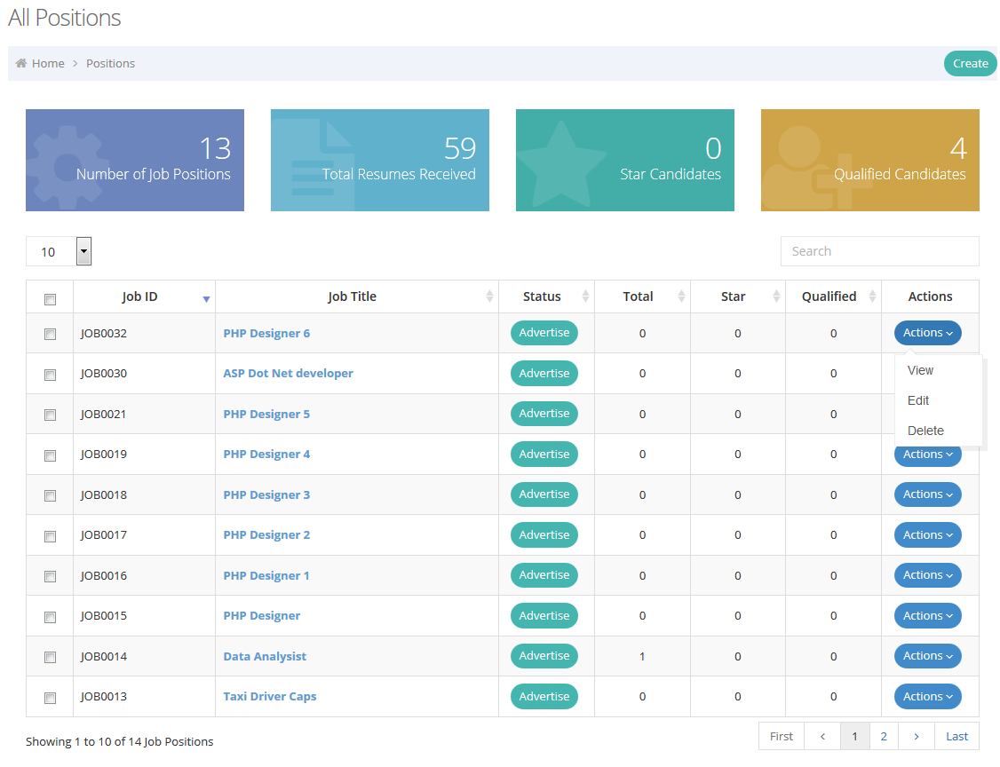 All Positions
Home > Positions Create
13
Number of Job Positions
59
Total Resumes Received
0
Star Candidates
4
Qualified Candidates
10 Search
Job ID Job Title Status Total Star Qualified Actions
JOB0032 PHP Designer 6 Advertise 0 0 0 Actions
View
JOB0030 ASP Dot Net developer Advertise 0 0 0
Edit
JOB0021 PHP Designer 5 Advertise 0 0 0
Delete
JOB0019 PHP Designer 4 Advertise 0 0 0 Actions
JOB0018 PHP Designer 3 Advertise 0 0 0 Actions
JOB0017 PHP Designer 2 Advertise 0 0 0 Actions
JOB0016 PHP Designer 1 Advertise 0 0 0 Actions
JOB0015 PHP Designer Advertise 0 0 0 Actions
JOB0014 Data Analysist Advertise 1 0 0 Actions
JOB0013 Taxi Driver Caps Advertise 0 0 0 Actions
Showing 1 to 10 of 14 Job Positions First < 1 2 > Last